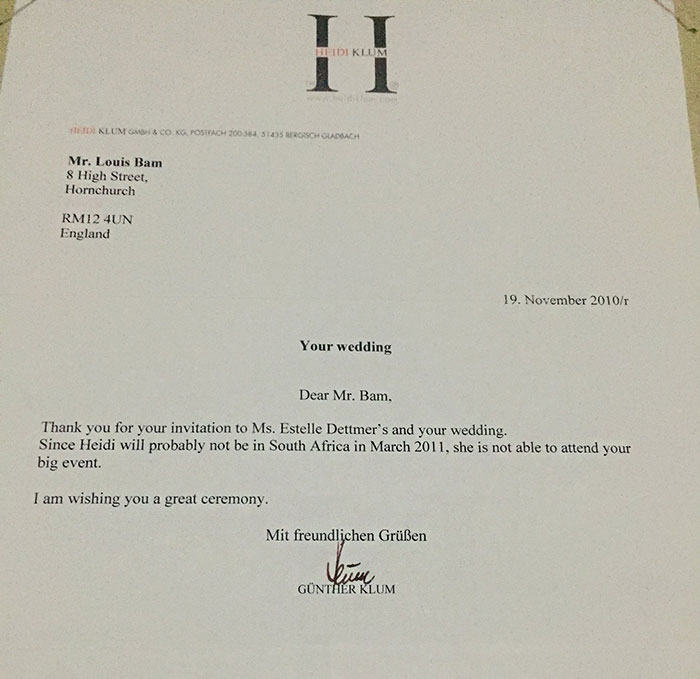 H
HEIDI KLUM
HEIDI KLUM GMBH & CO. KG, POSTFACH 200 364, 51435 BERGISCH GLADBACH
Mr. Louis Bam
8 High Street,
Hornchurch
RM12 4UN
England
19. November 2010/r
Your wedding
Dear Mr. Bam,
Thank you for your invitation to Ms. Estelle Dettmer's and your wedding.
Since Heidi will probably not be in South Africa in March 2011, she is not able to attend your
big event.
I am wishing you a great ceremony.
Mit freundlichen Grüßen
Klum
GÜNTHER KLUM